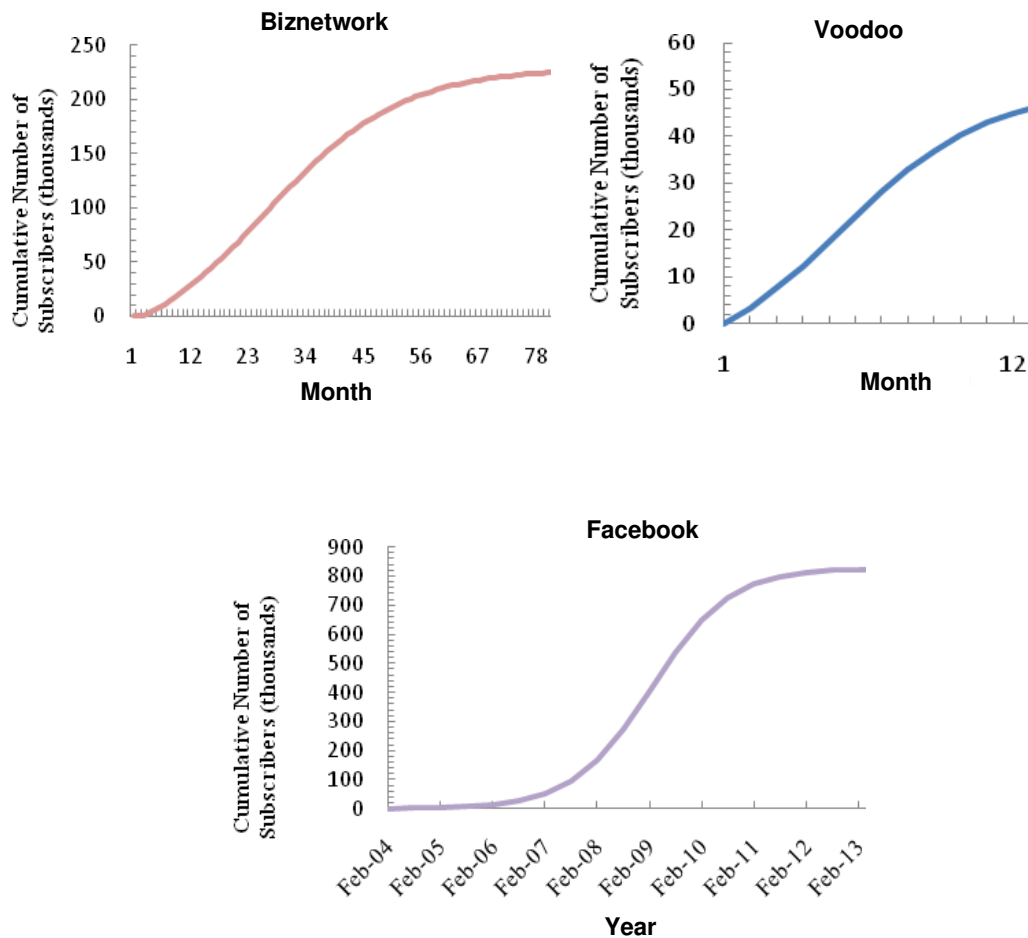 Biznetwork
Cumulative Number of
Subscribers (thousands)
250
200
150
100
50
0
1 12 23 34 45 56 67 78
Month
Voodoo
Cumulative Number of
Subscribers (thousands)
60
50
40
30
20
10
0
1 12
Month
Facebook
Cumulative Number of
Subscribers (thousands)
900
800
700
600
500
400
300
200
100
0
Feb-04 Feb-05 Feb-06 Feb-07 Feb-08 Feb-09 Feb-10 Feb-11 Feb-12 Feb-13
Year